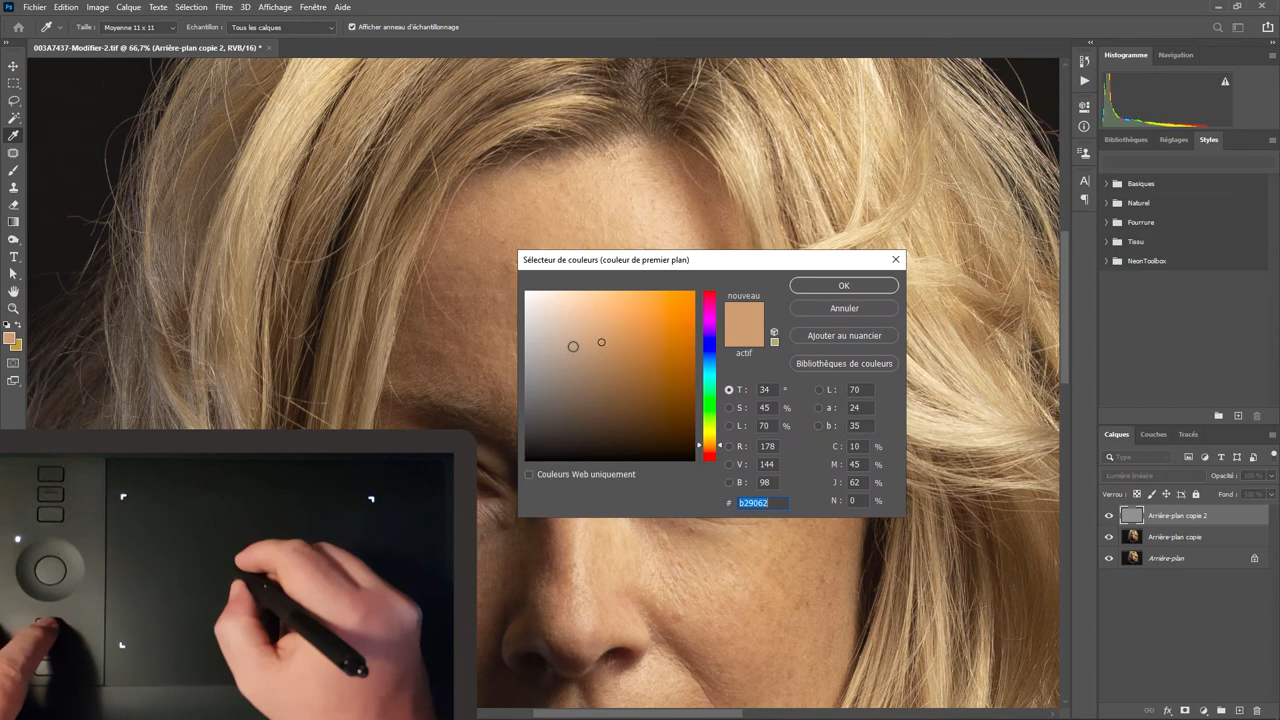 Ps Fichier Edition Image Calque Texte Sélection Filtre 3D Affichage Fenêtre Aide
Taille : Moyenne 11 x 11 Echantillon : Tous les calques Afficher anneau d'échantillonnage
003A7437-Modifier-2.tif @ 66,7% (Arrière-plan copie 2, RVB/16) *
Histogramme Navigation
Bibliothèques Réglages Styles
Basiques
Naturel
Fourrure
Tissu
NeonToolbox
Sélecteur de couleurs (couleur de premier plan)
nouveau
actif
OK
Annuler
Ajouter au nuancier
Bibliothèques de couleurs
T : 34 ° L : 70
S : 45 % a : 24
L : 70 % b : 35
R : 178 C : 10 %
V : 144 M : 45 %
B : 98 J : 62 %
# b29062 N : 0 %
Couleurs Web uniquement
Calques Couches Tracés
Type
Lumière linéaire Opacité :
Verrou : Fond :
Arrière-plan copie 2
Arrière-plan copie
Arrière-plan